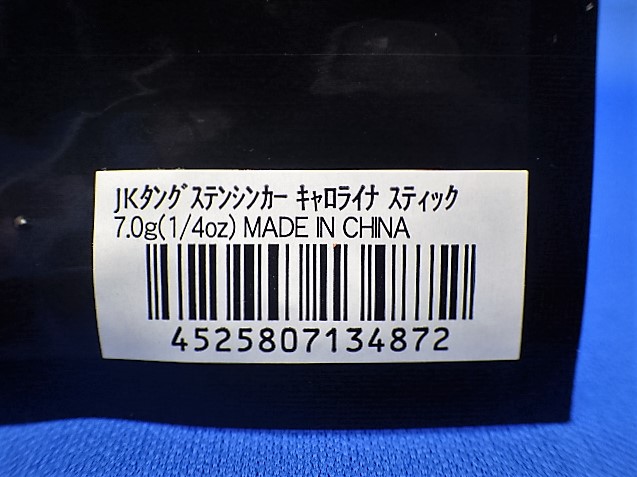 JKﾀﾝｸﾞｽﾃﾝｼﾝｶｰ ｷｬﾛﾗｲﾅ ｽﾃｨｯｸ
7.0g(1/4oz) MADE IN CHINA
4525807134872